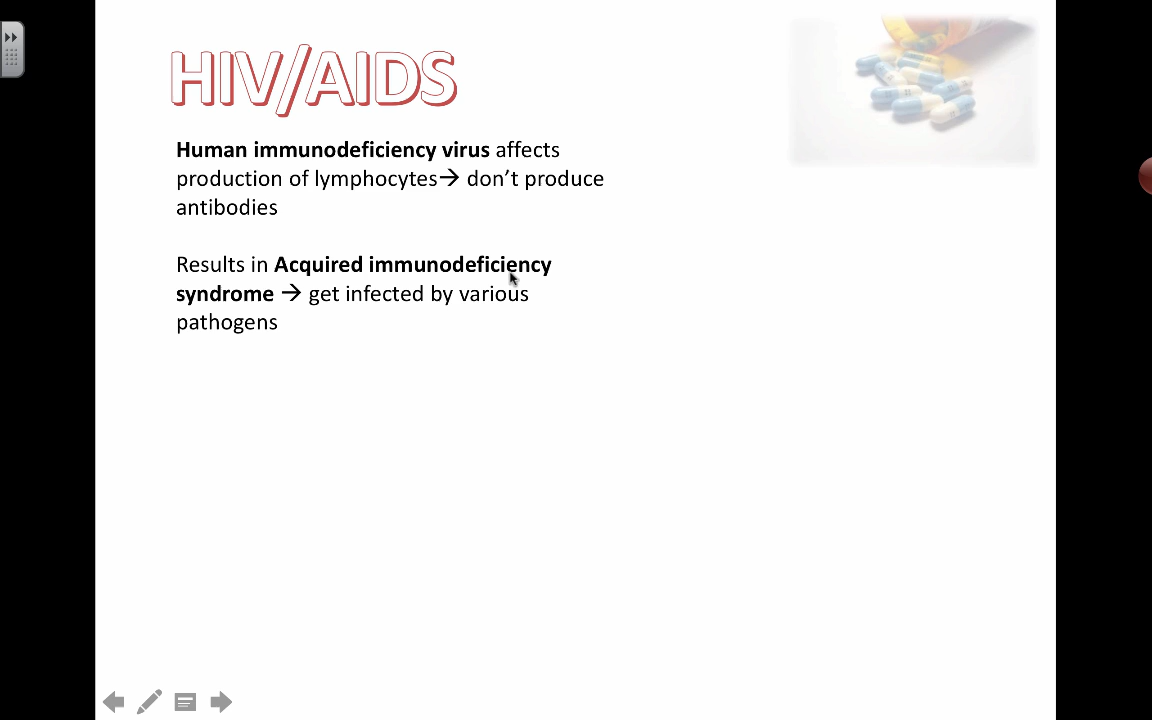 HIV/AIDS
Human immunodeficiency virus affects
production of lymphocytes→ don’t produce
antibodies
Results in Acquired immunodeficiency
syndrome → get infected by various
pathogens